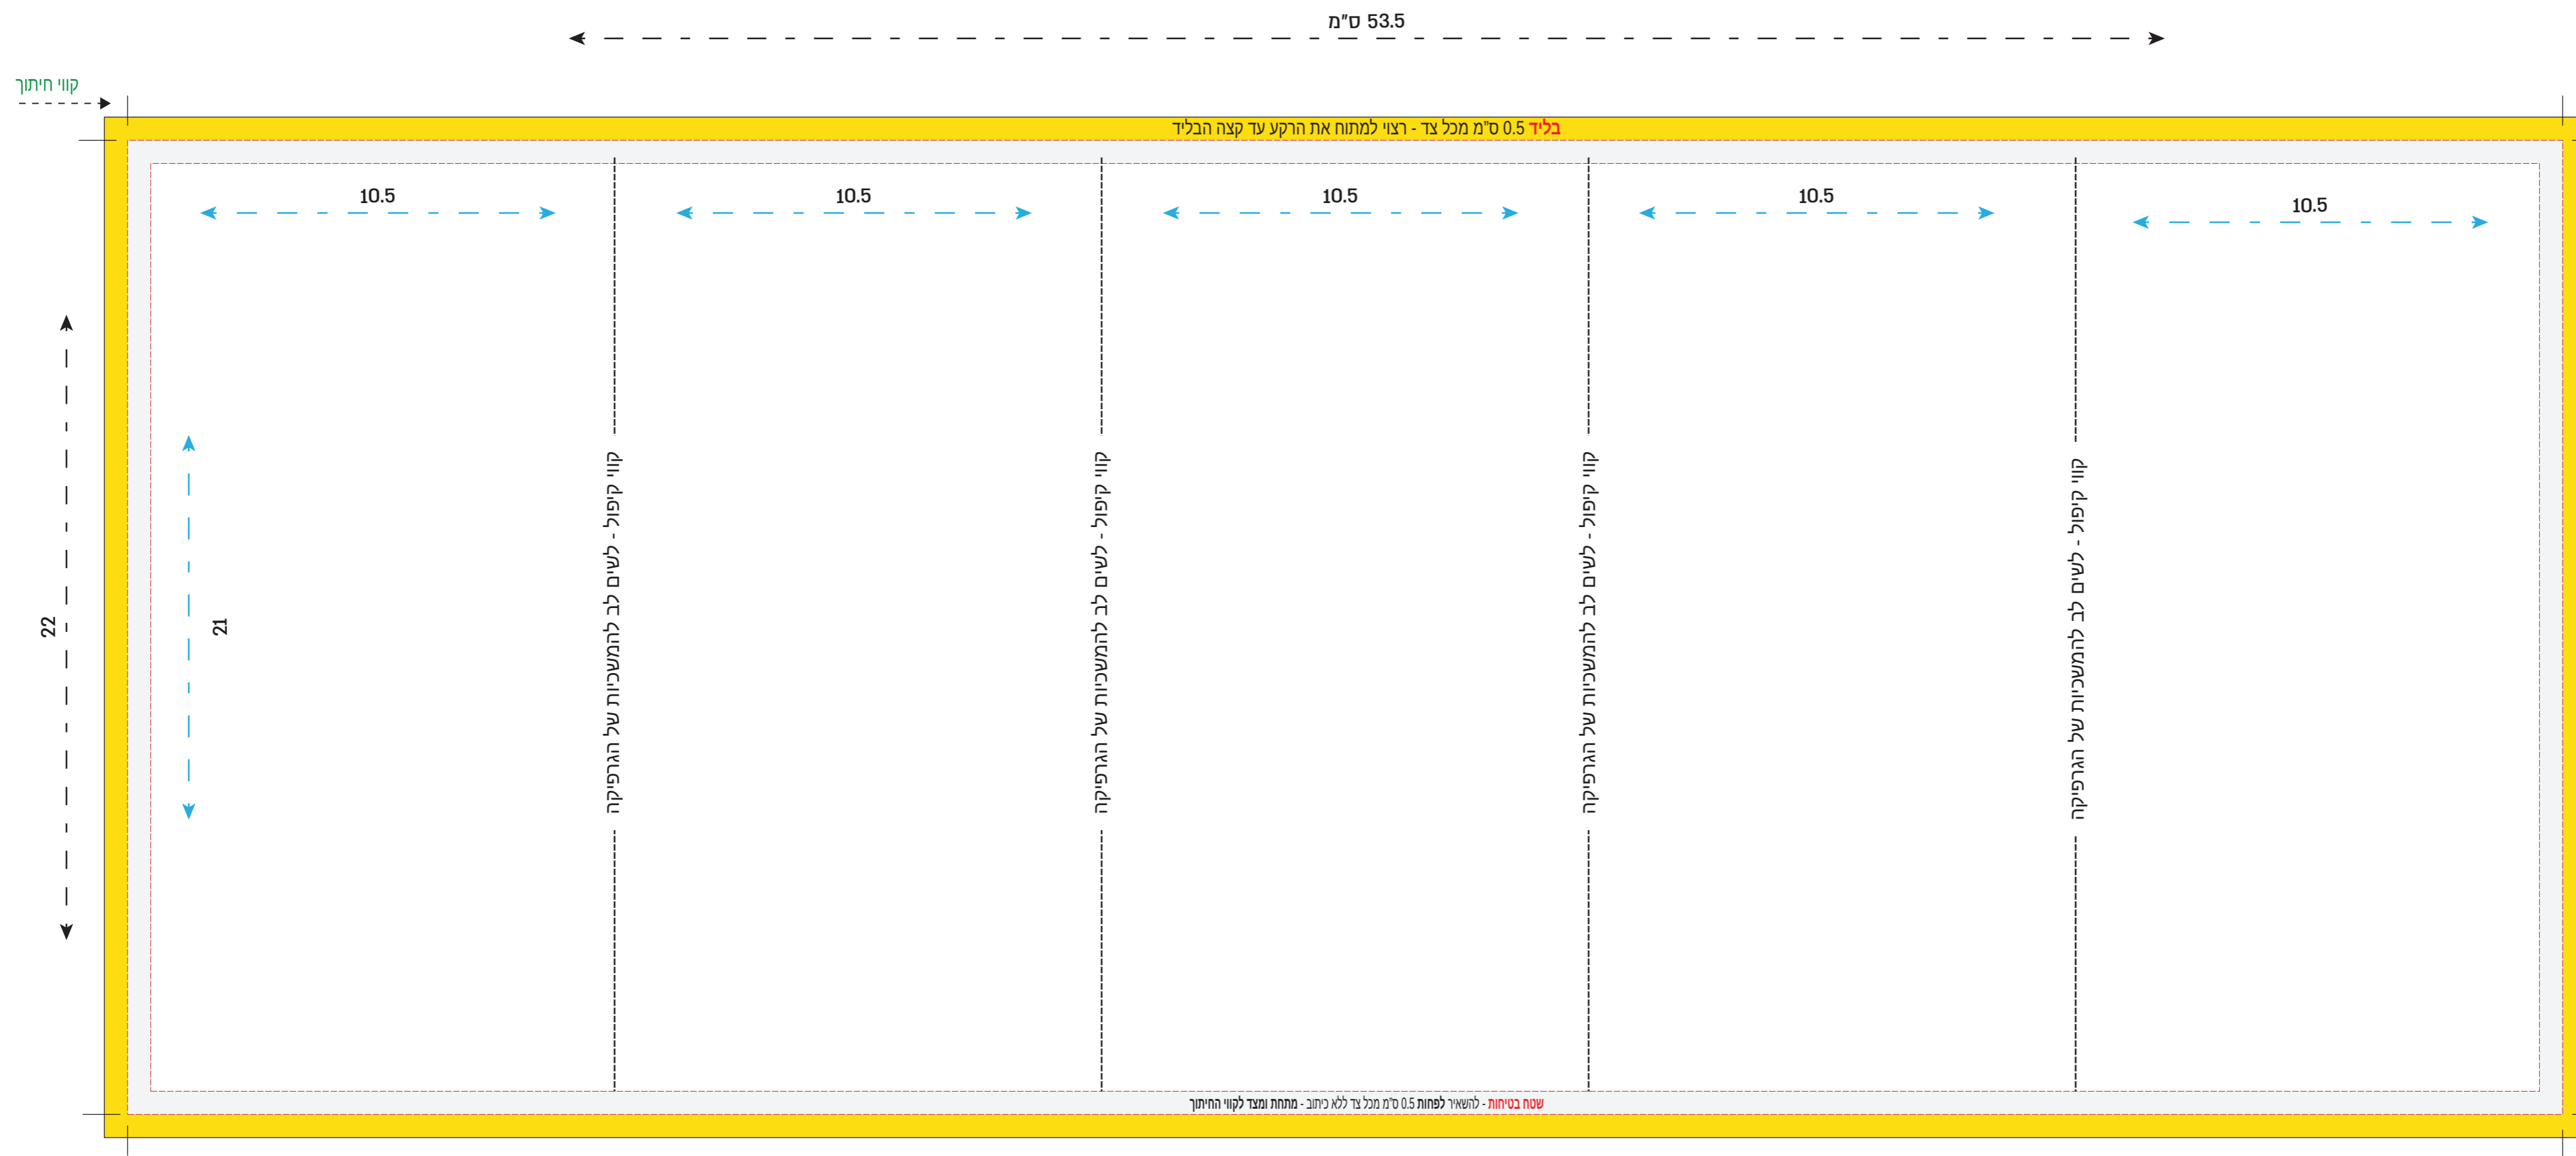 53.5 ס"מ
קווי חיתוך
בליד 0.5 ס"מ מכל צד - רצוי למתוח את הרקע עד קצה הבליד
10.5
10.5
10.5
10.5
10.5
22
21
קווי קיפול - לשים לב להמשכיות של הגרפיקה
קווי קיפול - לשים לב להמשכיות של הגרפיקה
קווי קיפול - לשים לב להמשכיות של הגרפיקה
קווי קיפול - לשים לב להמשכיות של הגרפיקה
שטח בטיחות - להשאיר לפחות 0.5 ס"מ מכל צד ללא כיתוב - מתחת ומצד לקווי החיתוך